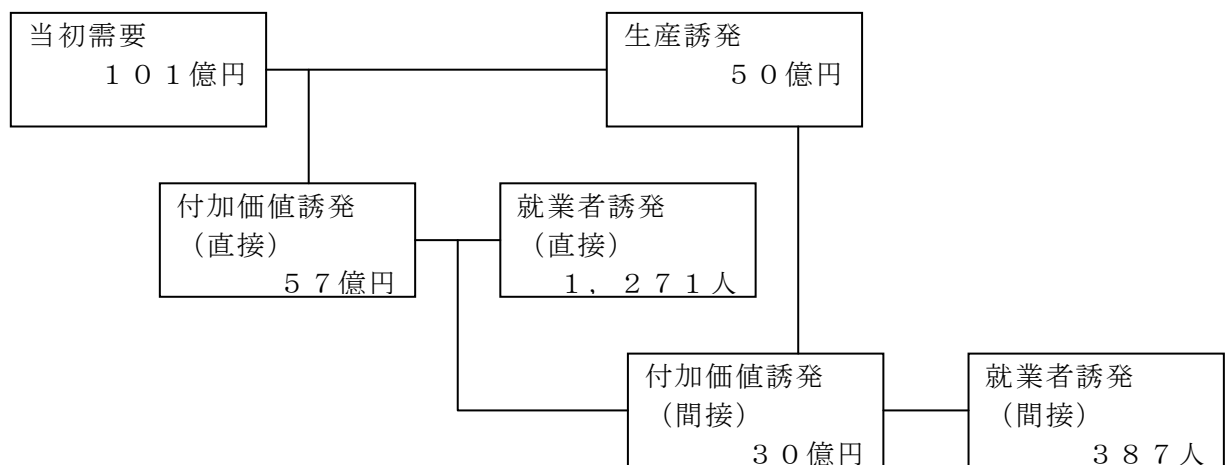 当初需要
１０１億円
生産誘発
５０億円
付加価値誘発
（直接）
５７億円
就業者誘発
（直接）
１，２７１人
付加価値誘発
（間接）
３０億円
就業者誘発
（間接）
３８７人